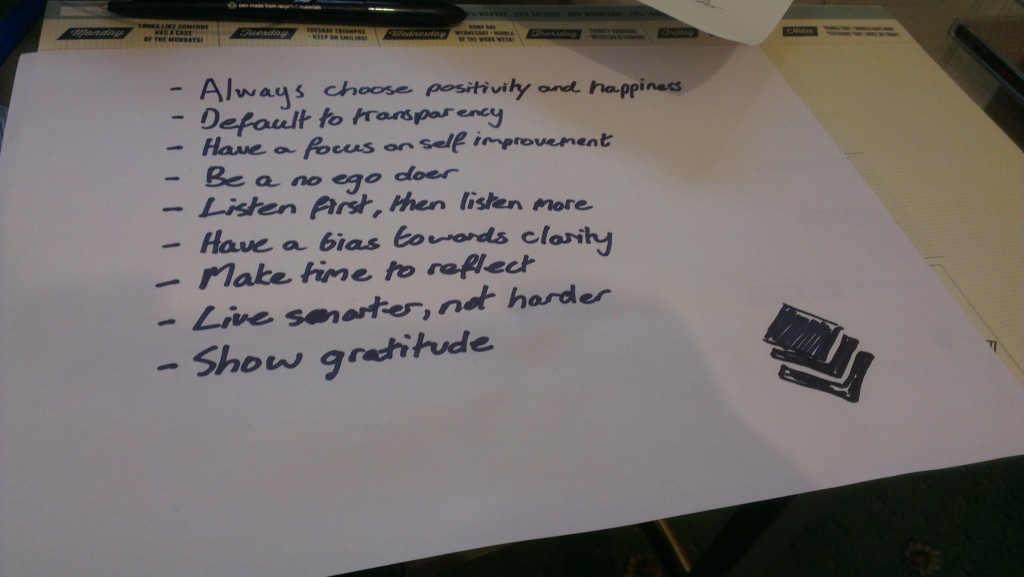 pen made from recycled materials
Monday
LOOKS LIKE SOMEONE
HAS A CASE
OF THE MONDAYS!
Tuesday
TUESDAY TRIUMPHS
- KEEP ON SMILING!
Wednesday
HUMP DAY
WEDNESDAY - MIDDLE
OF THE WORK WEEK!
Thursday
Friday
Notes
- Always choose positivity and happiness
- Default to transparency
- Have a focus on self improvement
- Be a no ego doer
- Listen first, then listen more
- Have a bias towards clarity
- Make time to reflect
- Live smarter, not harder
- Show gratitude